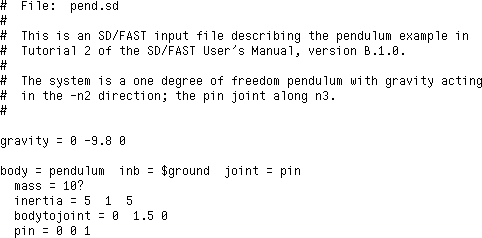 #  File:  pend.sd
#
#  This is an SD/FAST input file describing the pendulum example in
#  Tutorial 2 of the SD/FAST User's Manual, version B.1.0.
#
#  The system is a one degree of freedom pendulum with gravity acting
#  in the -n2 direction; the pin joint along n3.
#
gravity = 0 -9.8 0
body = pendulum  inb = $ground  joint = pin
  mass = 10?
  inertia = 5  1  5
  bodytojoint = 0  1.5 0
  pin = 0 0 1